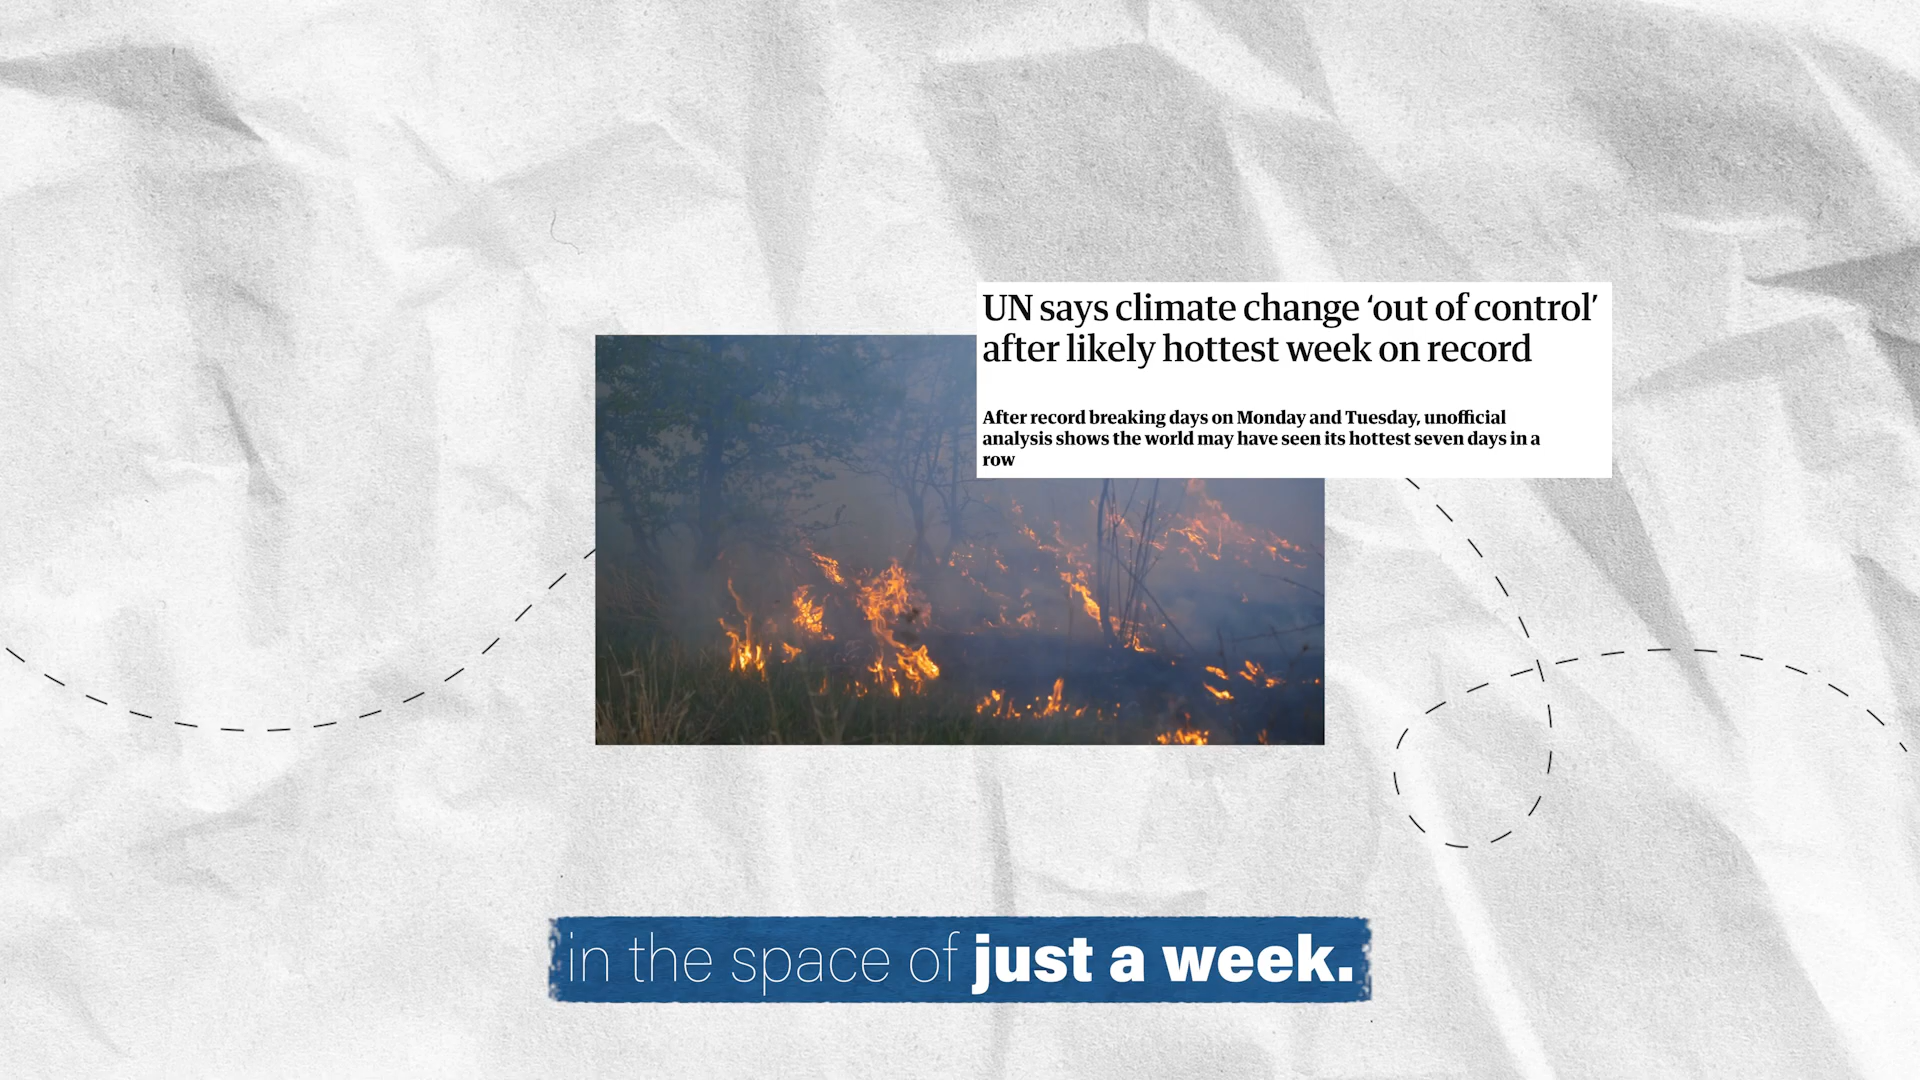 UN says climate change ‘out of control’
after likely hottest week on record
After record breaking days on Monday and Tuesday, unofficial
analysis shows the world may have seen its hottest seven days in a
row
in the space of just a week.